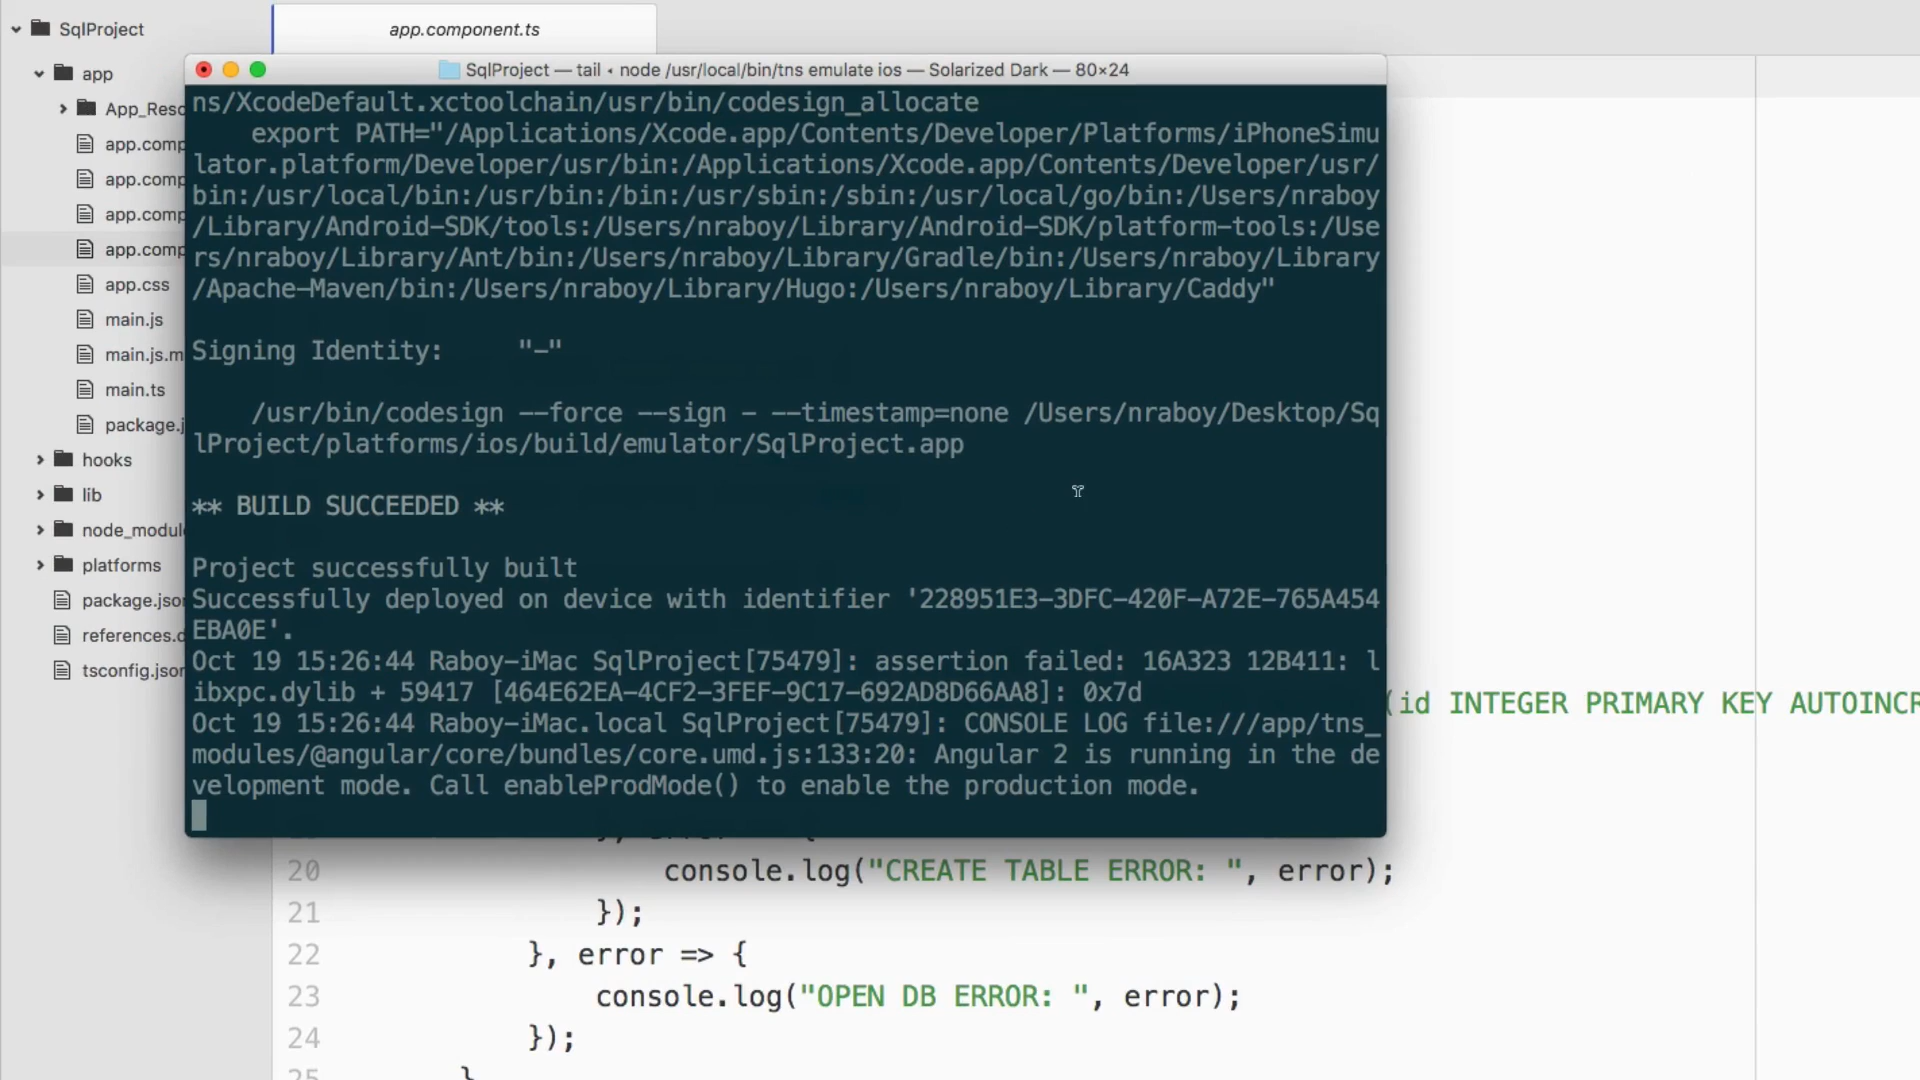 SqlProject
app.component.ts
app
SqlProject — tail • node /usr/local/bin/tns emulate ios — Solarized Dark — 80×24
App_Reso
app.comp
app.comp
app.comp
app.comp
app.css
main.js
main.js.m
main.ts
package.j
hooks
lib
node_modul
platforms
package.jso
references.d
tsconfig.jso
ns/XcodeDefault.xctoolchain/usr/bin/codesign_allocate
export PATH="/Applications/Xcode.app/Contents/Developer/Platforms/iPhoneSimu
lator.platform/Developer/usr/bin:/Applications/Xcode.app/Contents/Developer/usr/
bin:/usr/local/bin:/usr/bin:/bin:/usr/sbin:/sbin:/usr/local/go/bin:/Users/nraboy
/Library/Android-SDK/tools:/Users/nraboy/Library/Android-SDK/platform-tools:/Use
rs/nraboy/Library/Ant/bin:/Users/nraboy/Library/Gradle/bin:/Users/nraboy/Library
/Apache-Maven/bin:/Users/nraboy/Library/Hugo:/Users/nraboy/Library/Caddy"
Signing Identity: "-"
/usr/bin/codesign --force --sign - --timestamp=none /Users/nraboy/Desktop/Sq
lProject/platforms/ios/build/emulator/SqlProject.app
** BUILD SUCCEEDED **
Project successfully built
Successfully deployed on device with identifier '228951E3-3DFC-420F-A72E-765A454
EBA0E'.
Oct 19 15:26:44 Raboy-iMac SqlProject[75479]: assertion failed: 16A323 12B411: l
ibxpc.dylib + 59417 [464E62EA-4CF2-3FEF-9C17-692AD8D66AA8]: 0x7d
Oct 19 15:26:44 Raboy-iMac.local SqlProject[75479]: CONSOLE LOG file:///app/tns_
modules/@angular/core/bundles/core.umd.js:133:20: Angular 2 is running in the de
velopment mode. Call enableProdMode() to enable the production mode.
(id INTEGER PRIMARY KEY AUTOINCR
20 console.log("CREATE TABLE ERROR: ", error);
21 });
22 }, error => {
23 console.log("OPEN DB ERROR: ", error);
24 });
25 }